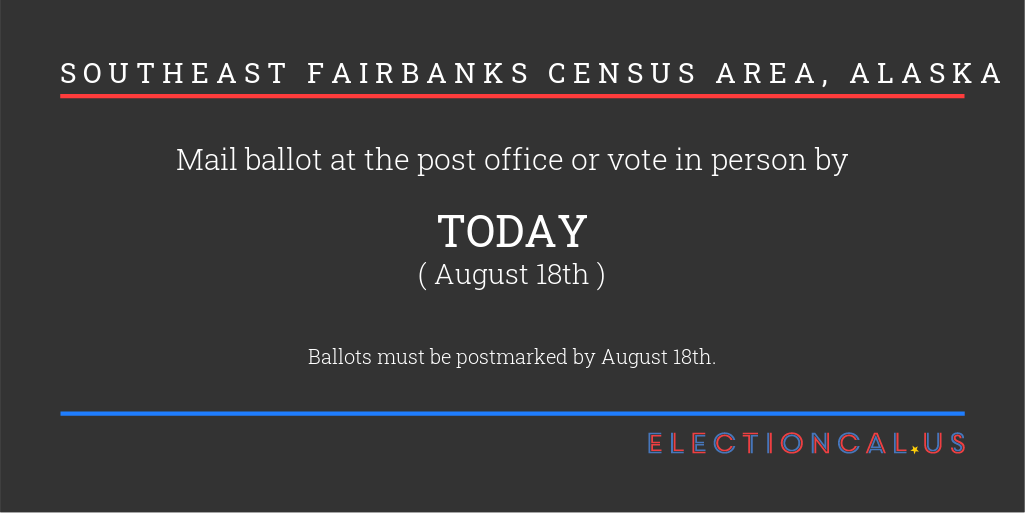 SOUTHEAST FAIRBANKS CENSUS AREA, ALASKA
Mail ballot at the post office or vote in person by
TODAY
( August 18th )
Ballots must be postmarked by August 18th.
ELECTIONCAL.US